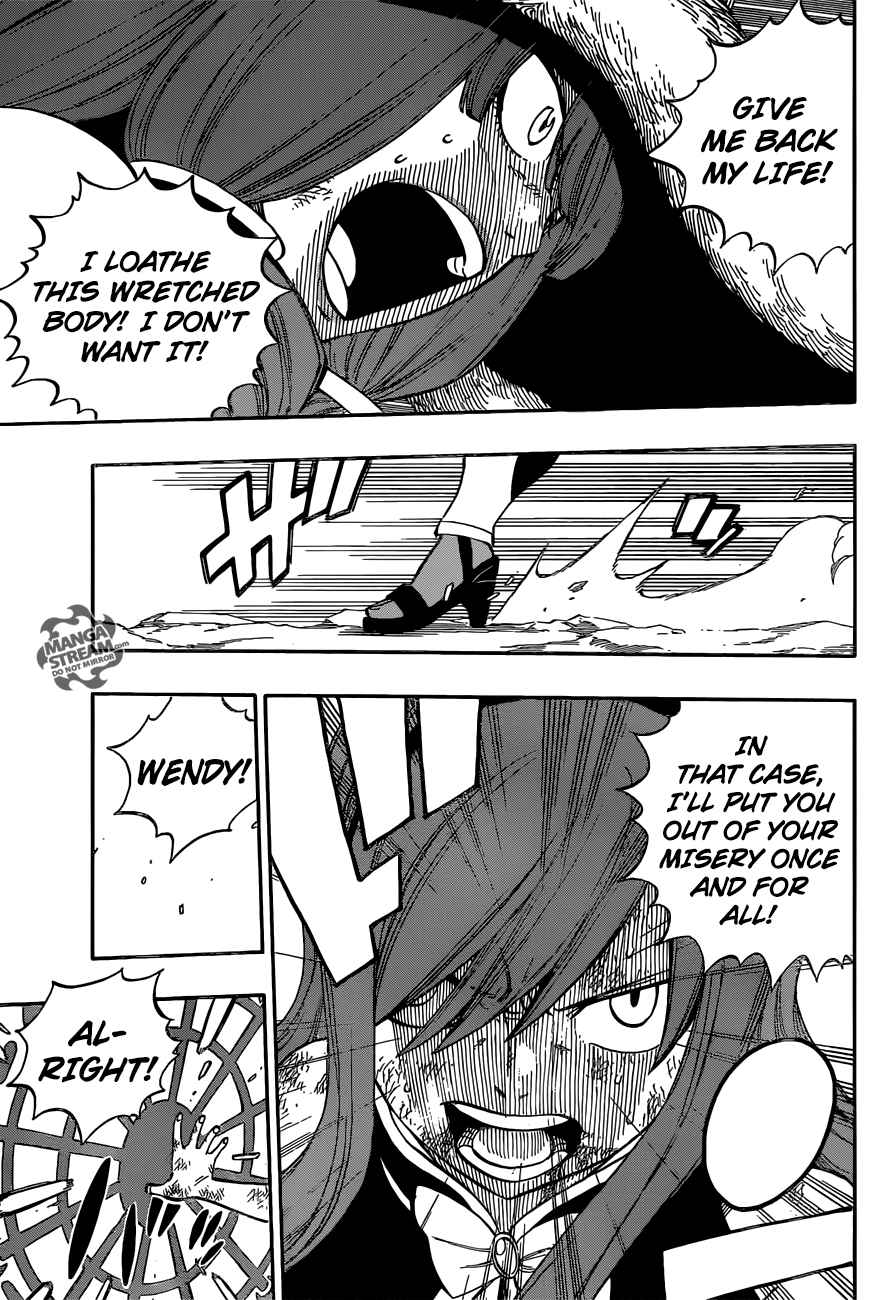 GIVE
ME BACK
MY LIFE!
I LOATHE
THIS WRETCHED
BODY! I DON'T
WANT IT!
MANGA
STREAM.com
DO NOT MIRROR
IN
THAT CASE,
I'LL PUT YOU
OUT OF YOUR
MISERY ONCE
AND FOR
ALL!
WENDY!
AL-
RIGHT!